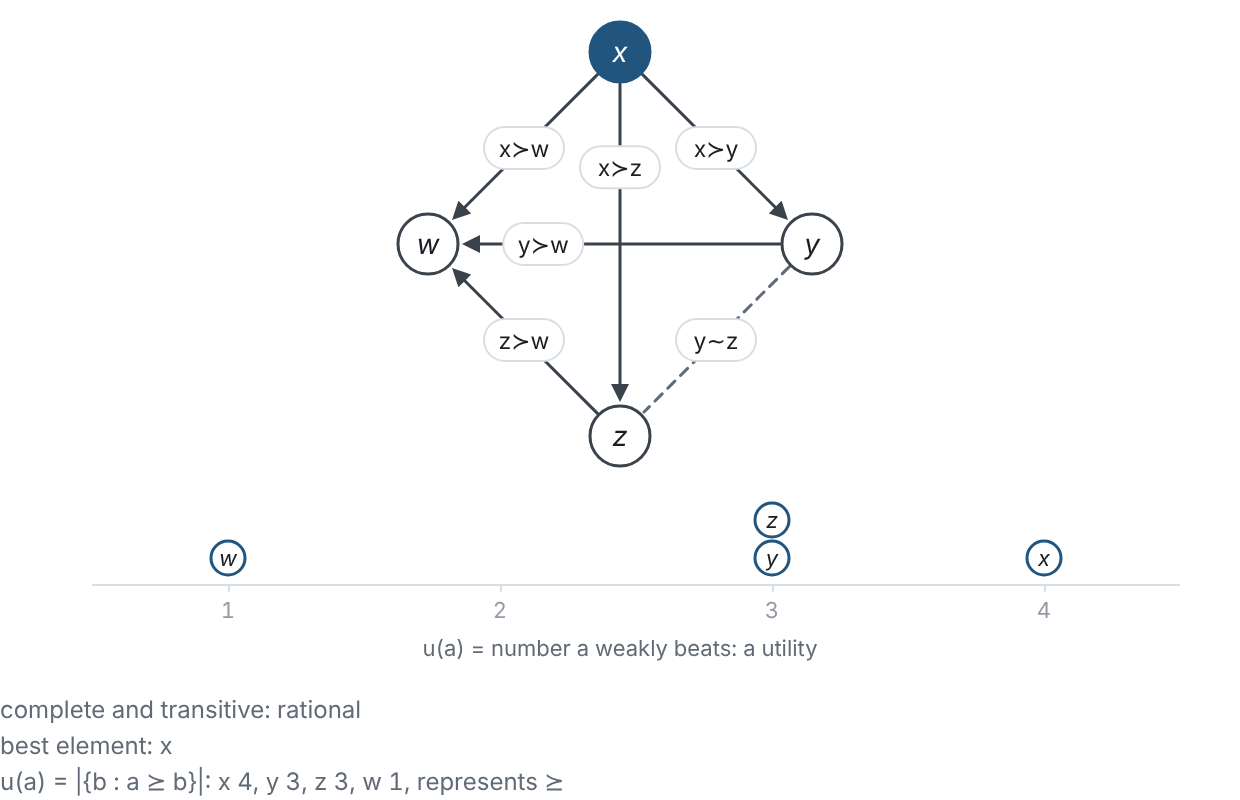 x
x≻w
x≻y
x≻z
w
y≻w
y
z≻w
y∼z
z
z
w
y
x
1
2
3
4
u(a) = number a weakly beats: a utility
complete and transitive: rational
best element: x
u(a) = |{b : a ⪰ b}|: x 4, y 3, z 3, w 1, represents ⪰